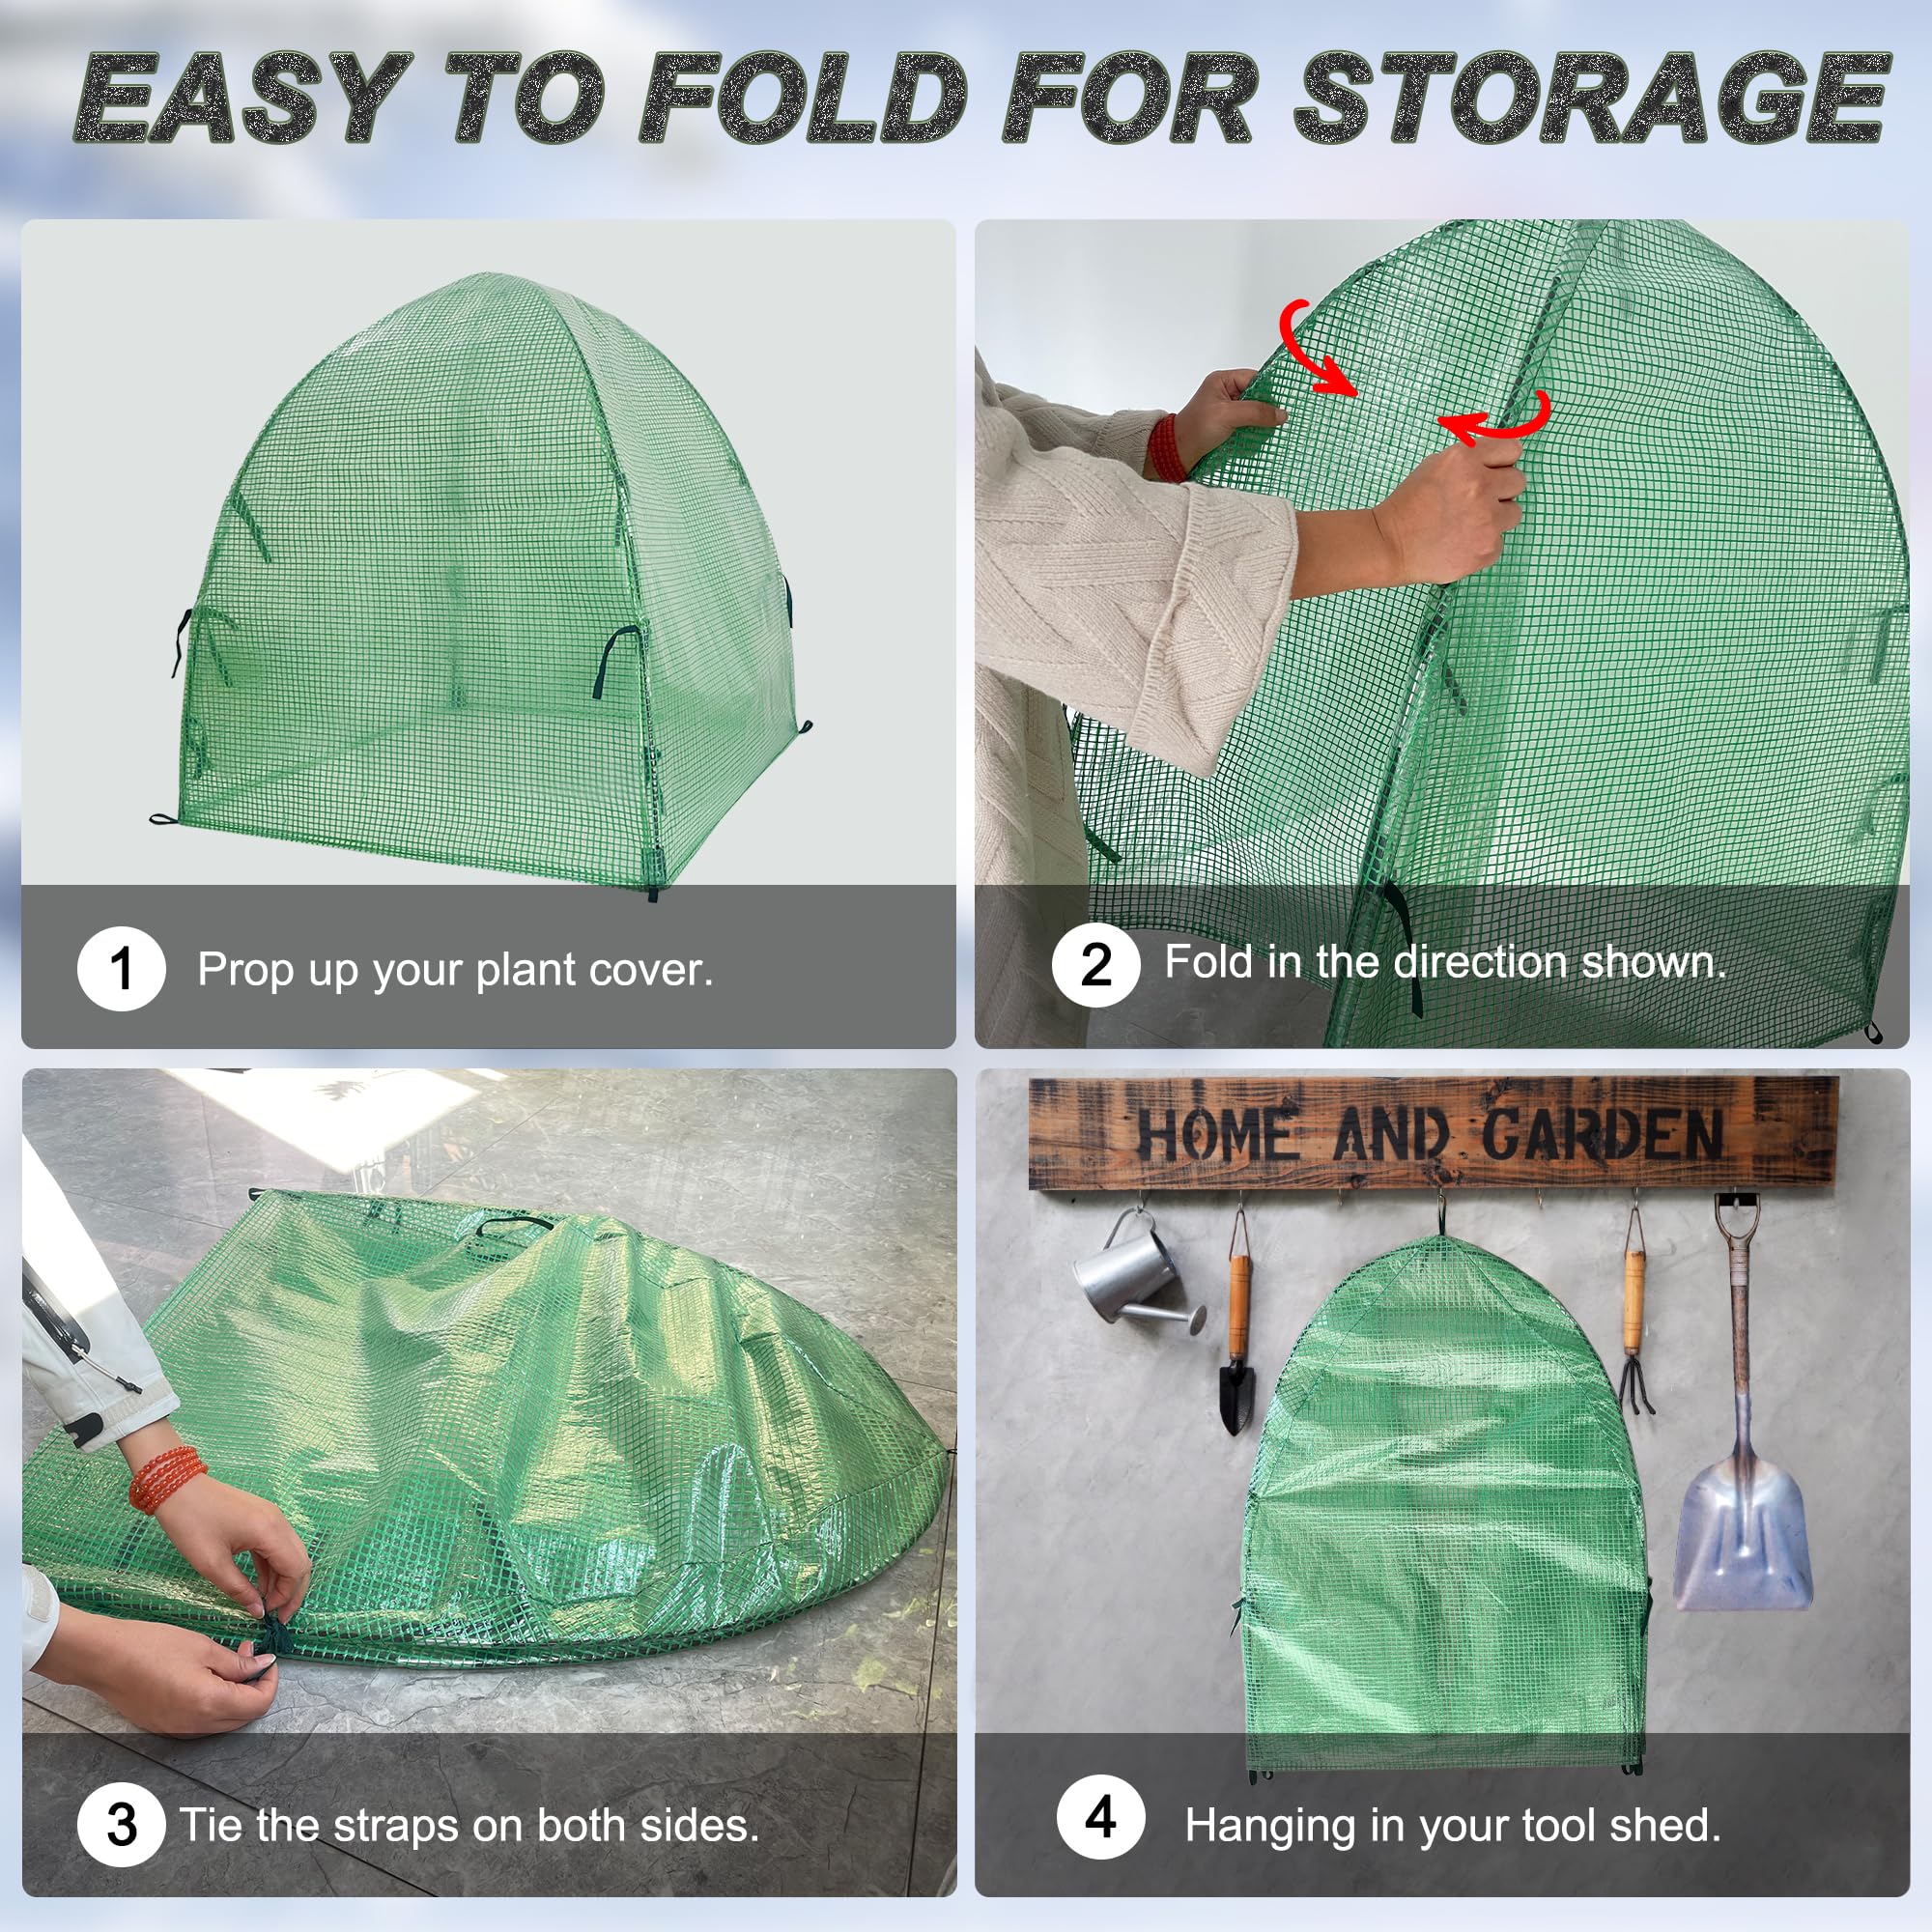 EASY TO FOLD FOR STORAGE
1 Prop up your plant cover.
2 Fold in the direction shown.
HOME AND GARDEN
3 Tie the straps on both sides.
4 Hanging in your tool shed.